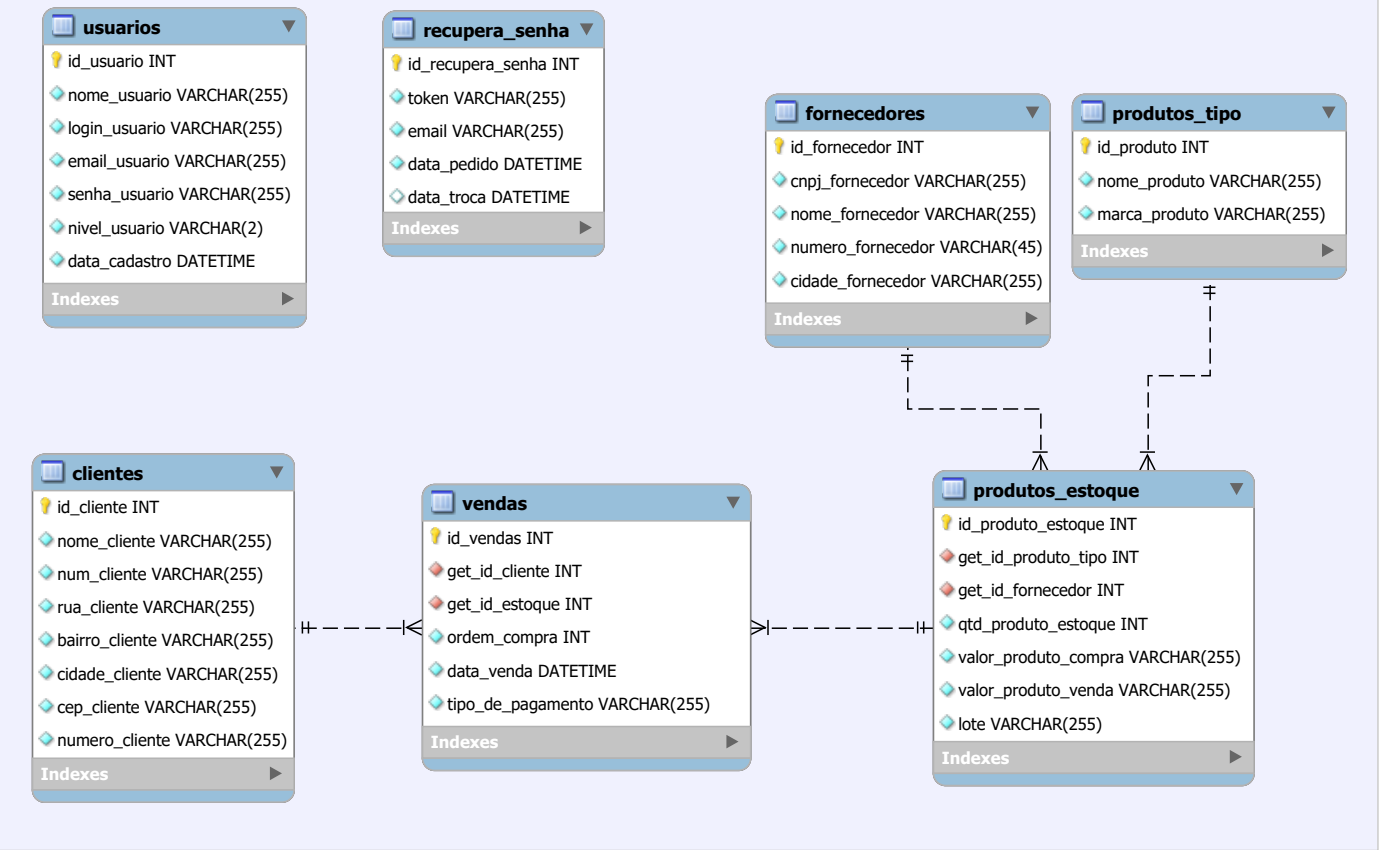 usuarios
id_usuario INT
nome_usuario VARCHAR(255)
login_usuario VARCHAR(255)
email_usuario VARCHAR(255)
senha_usuario VARCHAR(255)
nivel_usuario VARCHAR(2)
data_cadastro DATETIME
Indexes
recupera_senha
id_recupera_senha INT
token VARCHAR(255)
email VARCHAR(255)
data_pedido DATETIME
data_troca DATETIME
Indexes
fornecedores
id_fornecedor INT
cnpj_fornecedor VARCHAR(255)
nome_fornecedor VARCHAR(255)
numero_fornecedor VARCHAR(45)
cidade_fornecedor VARCHAR(255)
Indexes
produtos_tipo
id_produto INT
nome_produto VARCHAR(255)
marca_produto VARCHAR(255)
Indexes
clientes
id_cliente INT
nome_cliente VARCHAR(255)
num_cliente VARCHAR(255)
rua_cliente VARCHAR(255)
bairro_cliente VARCHAR(255)
cidade_cliente VARCHAR(255)
cep_cliente VARCHAR(255)
numero_cliente VARCHAR(255)
Indexes
vendas
id_vendas INT
get_id_cliente INT
get_id_estoque INT
ordem_compra INT
data_venda DATETIME
tipo_de_pagamento VARCHAR(255)
Indexes
produtos_estoque
id_produto_estoque INT
get_id_produto_tipo INT
get_id_fornecedor INT
qtd_produto_estoque INT
valor_produto_compra VARCHAR(255)
valor_produto_venda VARCHAR(255)
lote VARCHAR(255)
Indexes